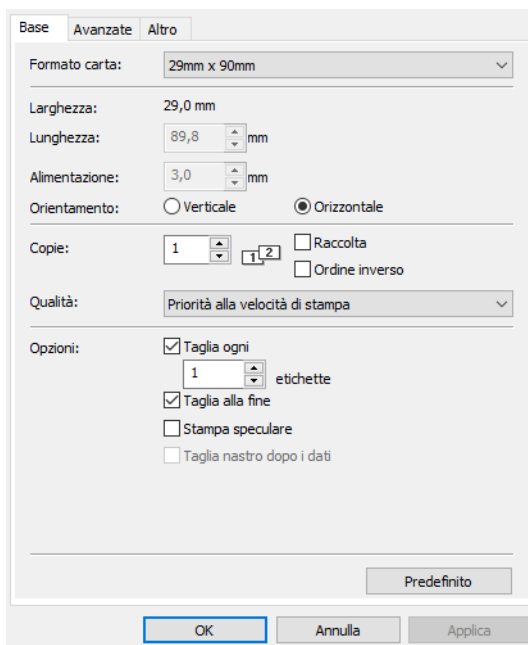 Base Avanzate Altro
Formato carta: 29mm x 90mm
Larghezza: 29,0 mm
Lunghezza: 89,8 mm
Alimentazione: 3,0 mm
Orientamento: Verticale Orizzontale
Copie: 1 1 2 Raccolta
Ordine inverso
Qualità: Priorità alla velocità di stampa
Opzioni: Taglia ogni
1 etichette
Taglia alla fine
Stampa speculare
Taglia nastro dopo i dati
Predefinito
OK Annulla Applica